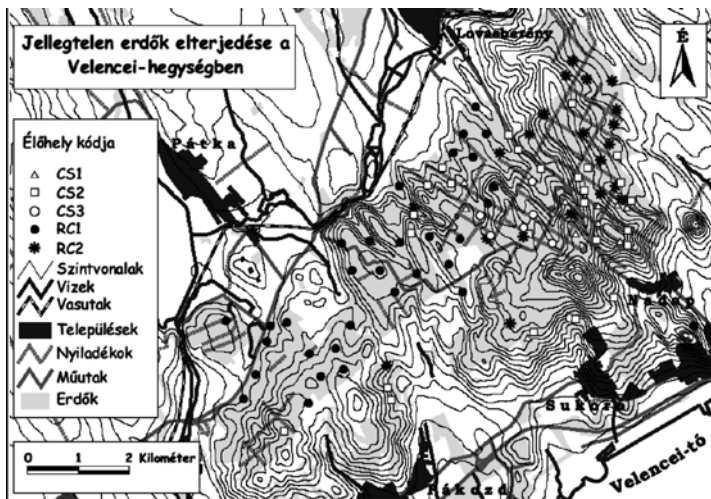 Jellegtelen erdők elterjedése a
Velencei-hegységben
Lovasberény
É
Élőhely kódja
Pátka
CS1
CS2
CS3
RC1
RC2
Szintvonalak
Vizek
Vasutak
Települések
Nyiladékok
Műutak
Erdők
Nadap
Sukoró
Velencei-tó
0 1 2 Kilométer